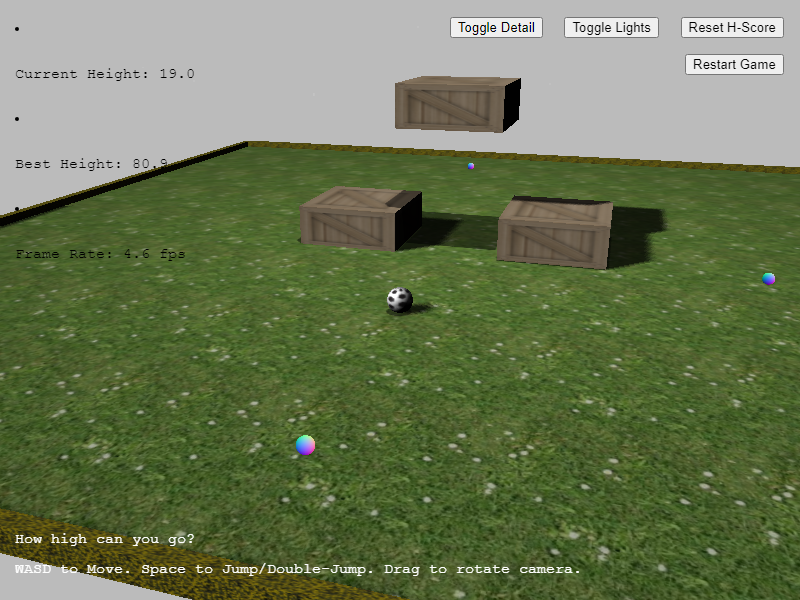 Toggle Detail Toggle Lights Reset H-Score
Restart Game
Current Height: 19.0
Best Height: 80.9
Frame Rate: 4.6 fps
How high can you go?
WASD to Move. Space to Jump/Double-Jump. Drag to rotate camera.